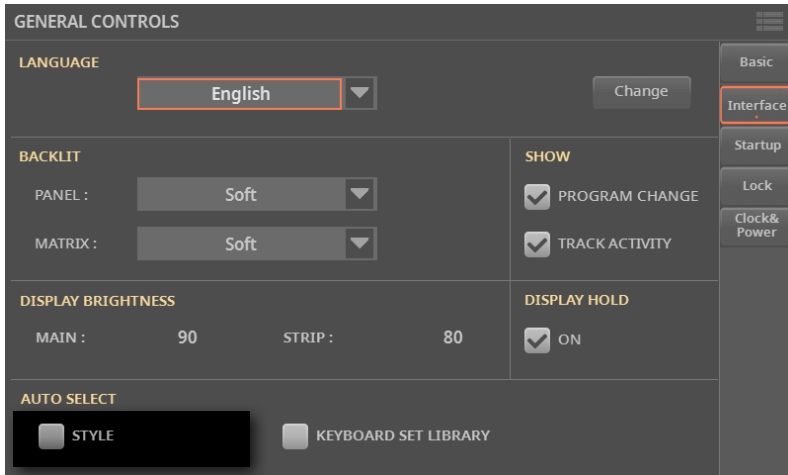 GENERAL CONTROLS
LANGUAGE
English
Change
BACKLIT
PANEL :
Soft
MATRIX :
Soft
SHOW
PROGRAM CHANGE
TRACK ACTIVITY
DISPLAY BRIGHTNESS
MAIN :
90
STRIP :
80
DISPLAY HOLD
ON
AUTO SELECT
STYLE
KEYBOARD SET LIBRARY
Basic
Interface
Startup
Lock
Clock&
Power